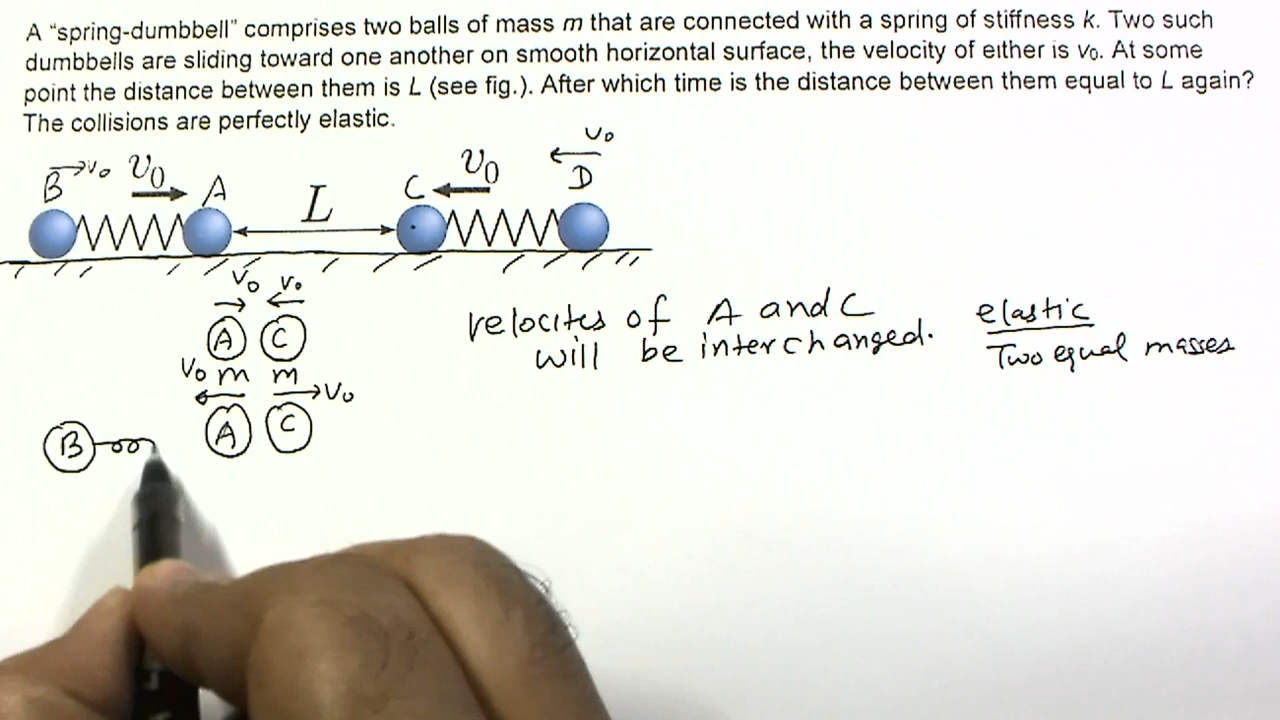 A “spring-dumbbell” comprises two balls of mass m that are connected with a spring of stiffness k. Two such
dumbbells are sliding toward one another on smooth horizontal surface, the velocity of either is v₀. At some
point the distance between them is L (see fig.). After which time is the distance between them equal to L again?
The collisions are perfectly elastic.
B v₀ v₀ A L C v₀ D v₀
v₀ v₀
A C
v₀ m m v₀
A C
B
velocites of A and C
will be interchanged.
elastic
Two equal masses